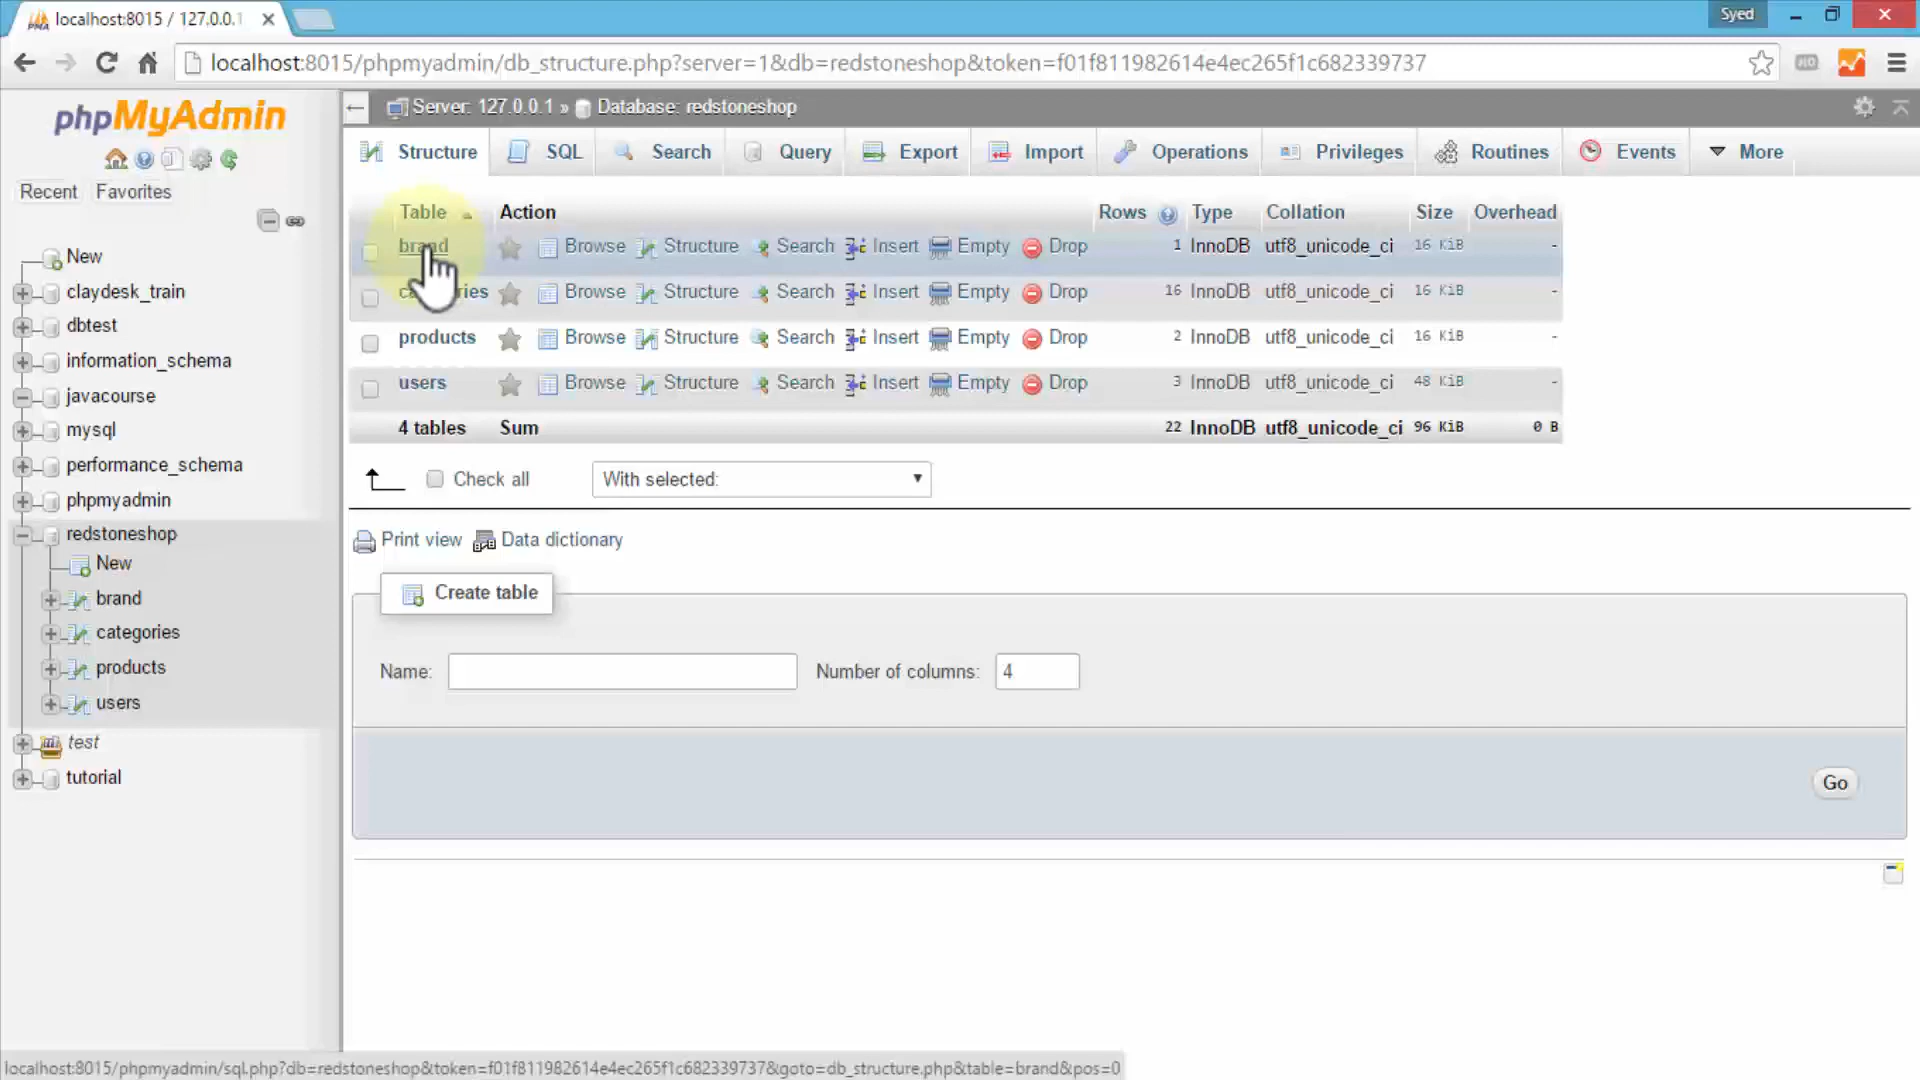 localhost:8015 / 127.0.0.1
Syed
localhost:8015/phpmyadmin/db_structure.php?server=1&db=redstoneshop&token=f01f811982614e4ec265f1c682339737
phpMyAdmin
Server: 127.0.0.1 » Database: redstoneshop
Structure SQL Search Query Export Import Operations Privileges Routines Events More
Recent Favorites
New
claydesk_train
dbtest
information_schema
javacourse
mysql
performance_schema
phpmyadmin
redstoneshop
New
brand
categories
products
users
test
tutorial
Table Action Rows Type Collation Size Overhead
brand Browse Structure Search Insert Empty Drop 1 InnoDB utf8_unicode_ci 16 KiB -
categories Browse Structure Search Insert Empty Drop 16 InnoDB utf8_unicode_ci 16 KiB -
products Browse Structure Search Insert Empty Drop 2 InnoDB utf8_unicode_ci 16 KiB -
users Browse Structure Search Insert Empty Drop 3 InnoDB utf8_unicode_ci 48 KiB -
4 tables Sum 22 InnoDB utf8_unicode_ci 96 KiB 0 B
Check all With selected:
Print view Data dictionary
Create table
Name: Number of columns: 4
Go
localhost:8015/phpmyadmin/sql.php?db=redstoneshop&token=f01f811982614e4ec265f1c682339737&goto=db_structure.php&table=brand&pos=0